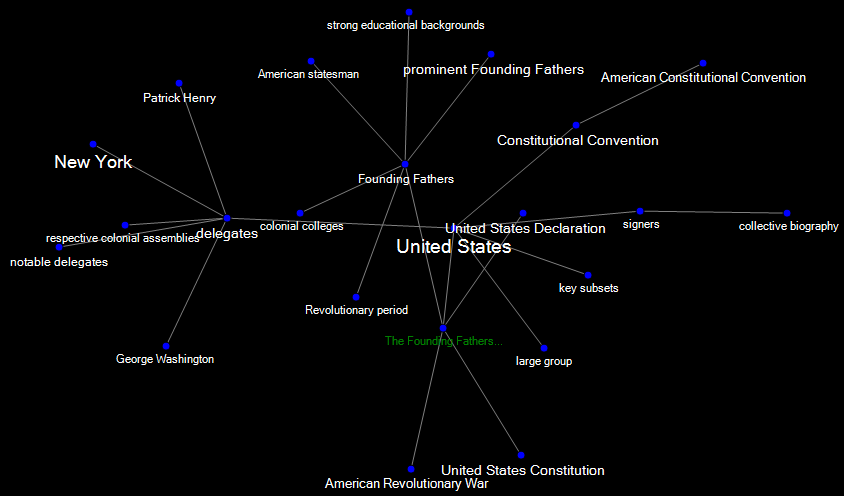 strong educational backgrounds
American statesman
prominent Founding Fathers
American Constitutional Convention
Patrick Henry
Constitutional Convention
New York
Founding Fathers
colonial colleges
United States Declaration
signers
collective biography
respective colonial assemblies
delegates
United States
notable delegates
key subsets
Revolutionary period
The Founding Fathers...
George Washington
large group
United States Constitution
American Revolutionary War